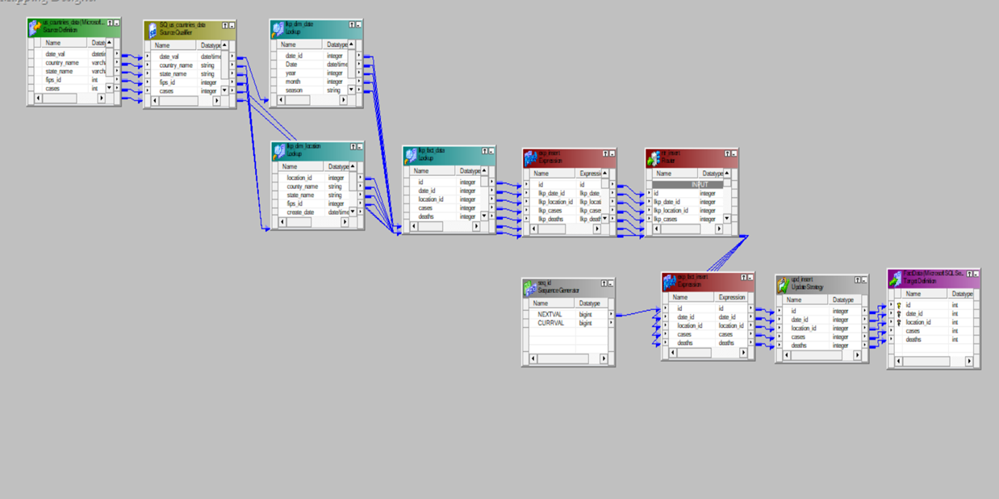 Mapping Designer
us_countries_data (Microsoft...
Source Definition
Name Datat
date_val datetir
country_name varch
state_name varch
fips_id int
cases int
SQ_us_countries_data
Source Qualifier
Name Datatype
date_val date/time
country_name string
state_name string
fips_id integer
cases integer
lkp_dim_date
Lookup
Name Datatype
date_id integer
Date date/time
year integer
month integer
season string
lkp_dim_location
Lookup
Name Datatype
location_id integer
county_name string
state_name string
fips_id integer
create_date date/time
lkp_fact_data
Lookup
Name Datatype
id integer
date_id integer
location_id integer
cases integer
deaths integer
exp_insert
Expression
Name Expressi
id id
lkp_date_id lkp_date_
lkp_location_id lkp_locati
lkp_cases lkp_case
lkp_deaths lkp_deat
rtr_insert
Router
Name Datatype
INPUT
id integer
lkp_date_id integer
lkp_location_id integer
lkp_cases integer
seq_id
Sequence Generator
Name Datatype
NEXTVAL bigint
CURRVAL bigint
exp_fact_insert
Expression
Name Expression
id id
date_id date_id
location_id location_id
cases cases
deaths deaths
upd_insert
Update Strategy
Name Datatype
id integer
date_id integer
location_id integer
cases integer
deaths integer
FactData (Microsoft SQL Se...
Target Definition
Name Datatype
id int
date_id int
location_id int
cases int
deaths int